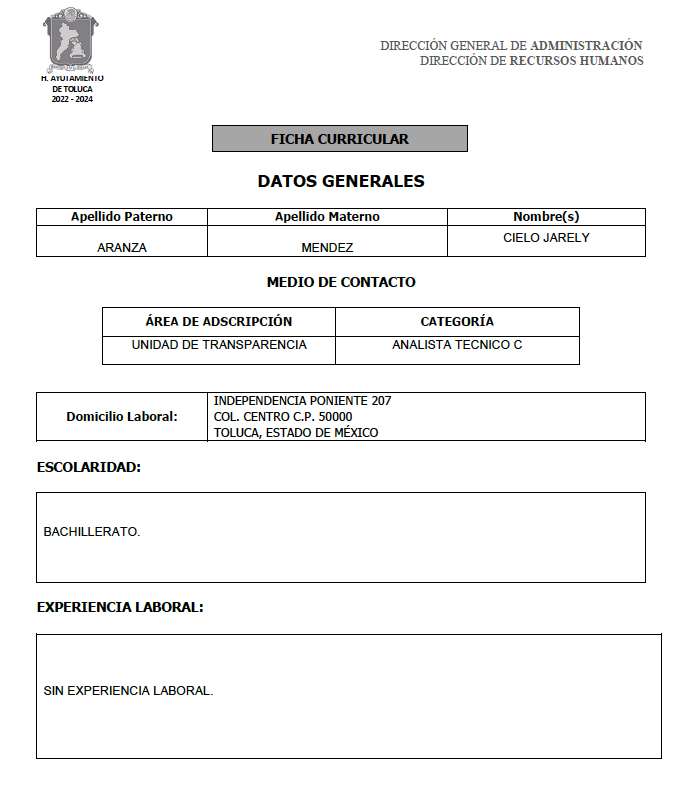 DIRECCIÓN GENERAL DE ADMINISTRACIÓN
DIRECCIÓN DE RECURSOS HUMANOS
H. AYUTAMIENTO
DE TOLUCA
2022 - 2024
FICHA CURRICULAR
DATOS GENERALES
Apellido Paterno Apellido Materno Nombre(s)
ARANZA MENDEZ CIELO JARELY
MEDIO DE CONTACTO
ÁREA DE ADSCRIPCIÓN CATEGORÍA
UNIDAD DE TRANSPARENCIA ANALISTA TECNICO C
Domicilio Laboral:
INDEPENDENCIA PONIENTE 207
COL. CENTRO C.P. 50000
TOLUCA, ESTADO DE MÉXICO
ESCOLARIDAD:
BACHILLERATO.
EXPERIENCIA LABORAL:
SIN EXPERIENCIA LABORAL.